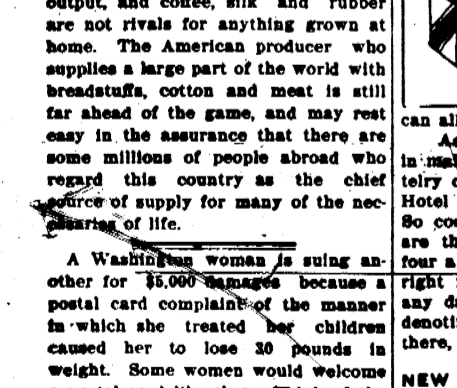 output, and coffee, silk and rubber
are not rivals for anything grown at
home. The American producer who
supplies a large part of the world with
breadstuffs, cotton and meat is still
far ahead of the game, and may rest
easy in the assurance that there are
some millions of people abroad who
regard this country as the chief
source of supply for many of the nec-
essaries of life.
A Washington woman is suing an-
other for $5,000 damages because a
postal card complaint of the manner
in which she treated her children
caused her to lose 30 pounds in
weight. Some women would welcome
can all
in
telry
Hotel
So
are th
four a
right
any
denoti
there,
NEW